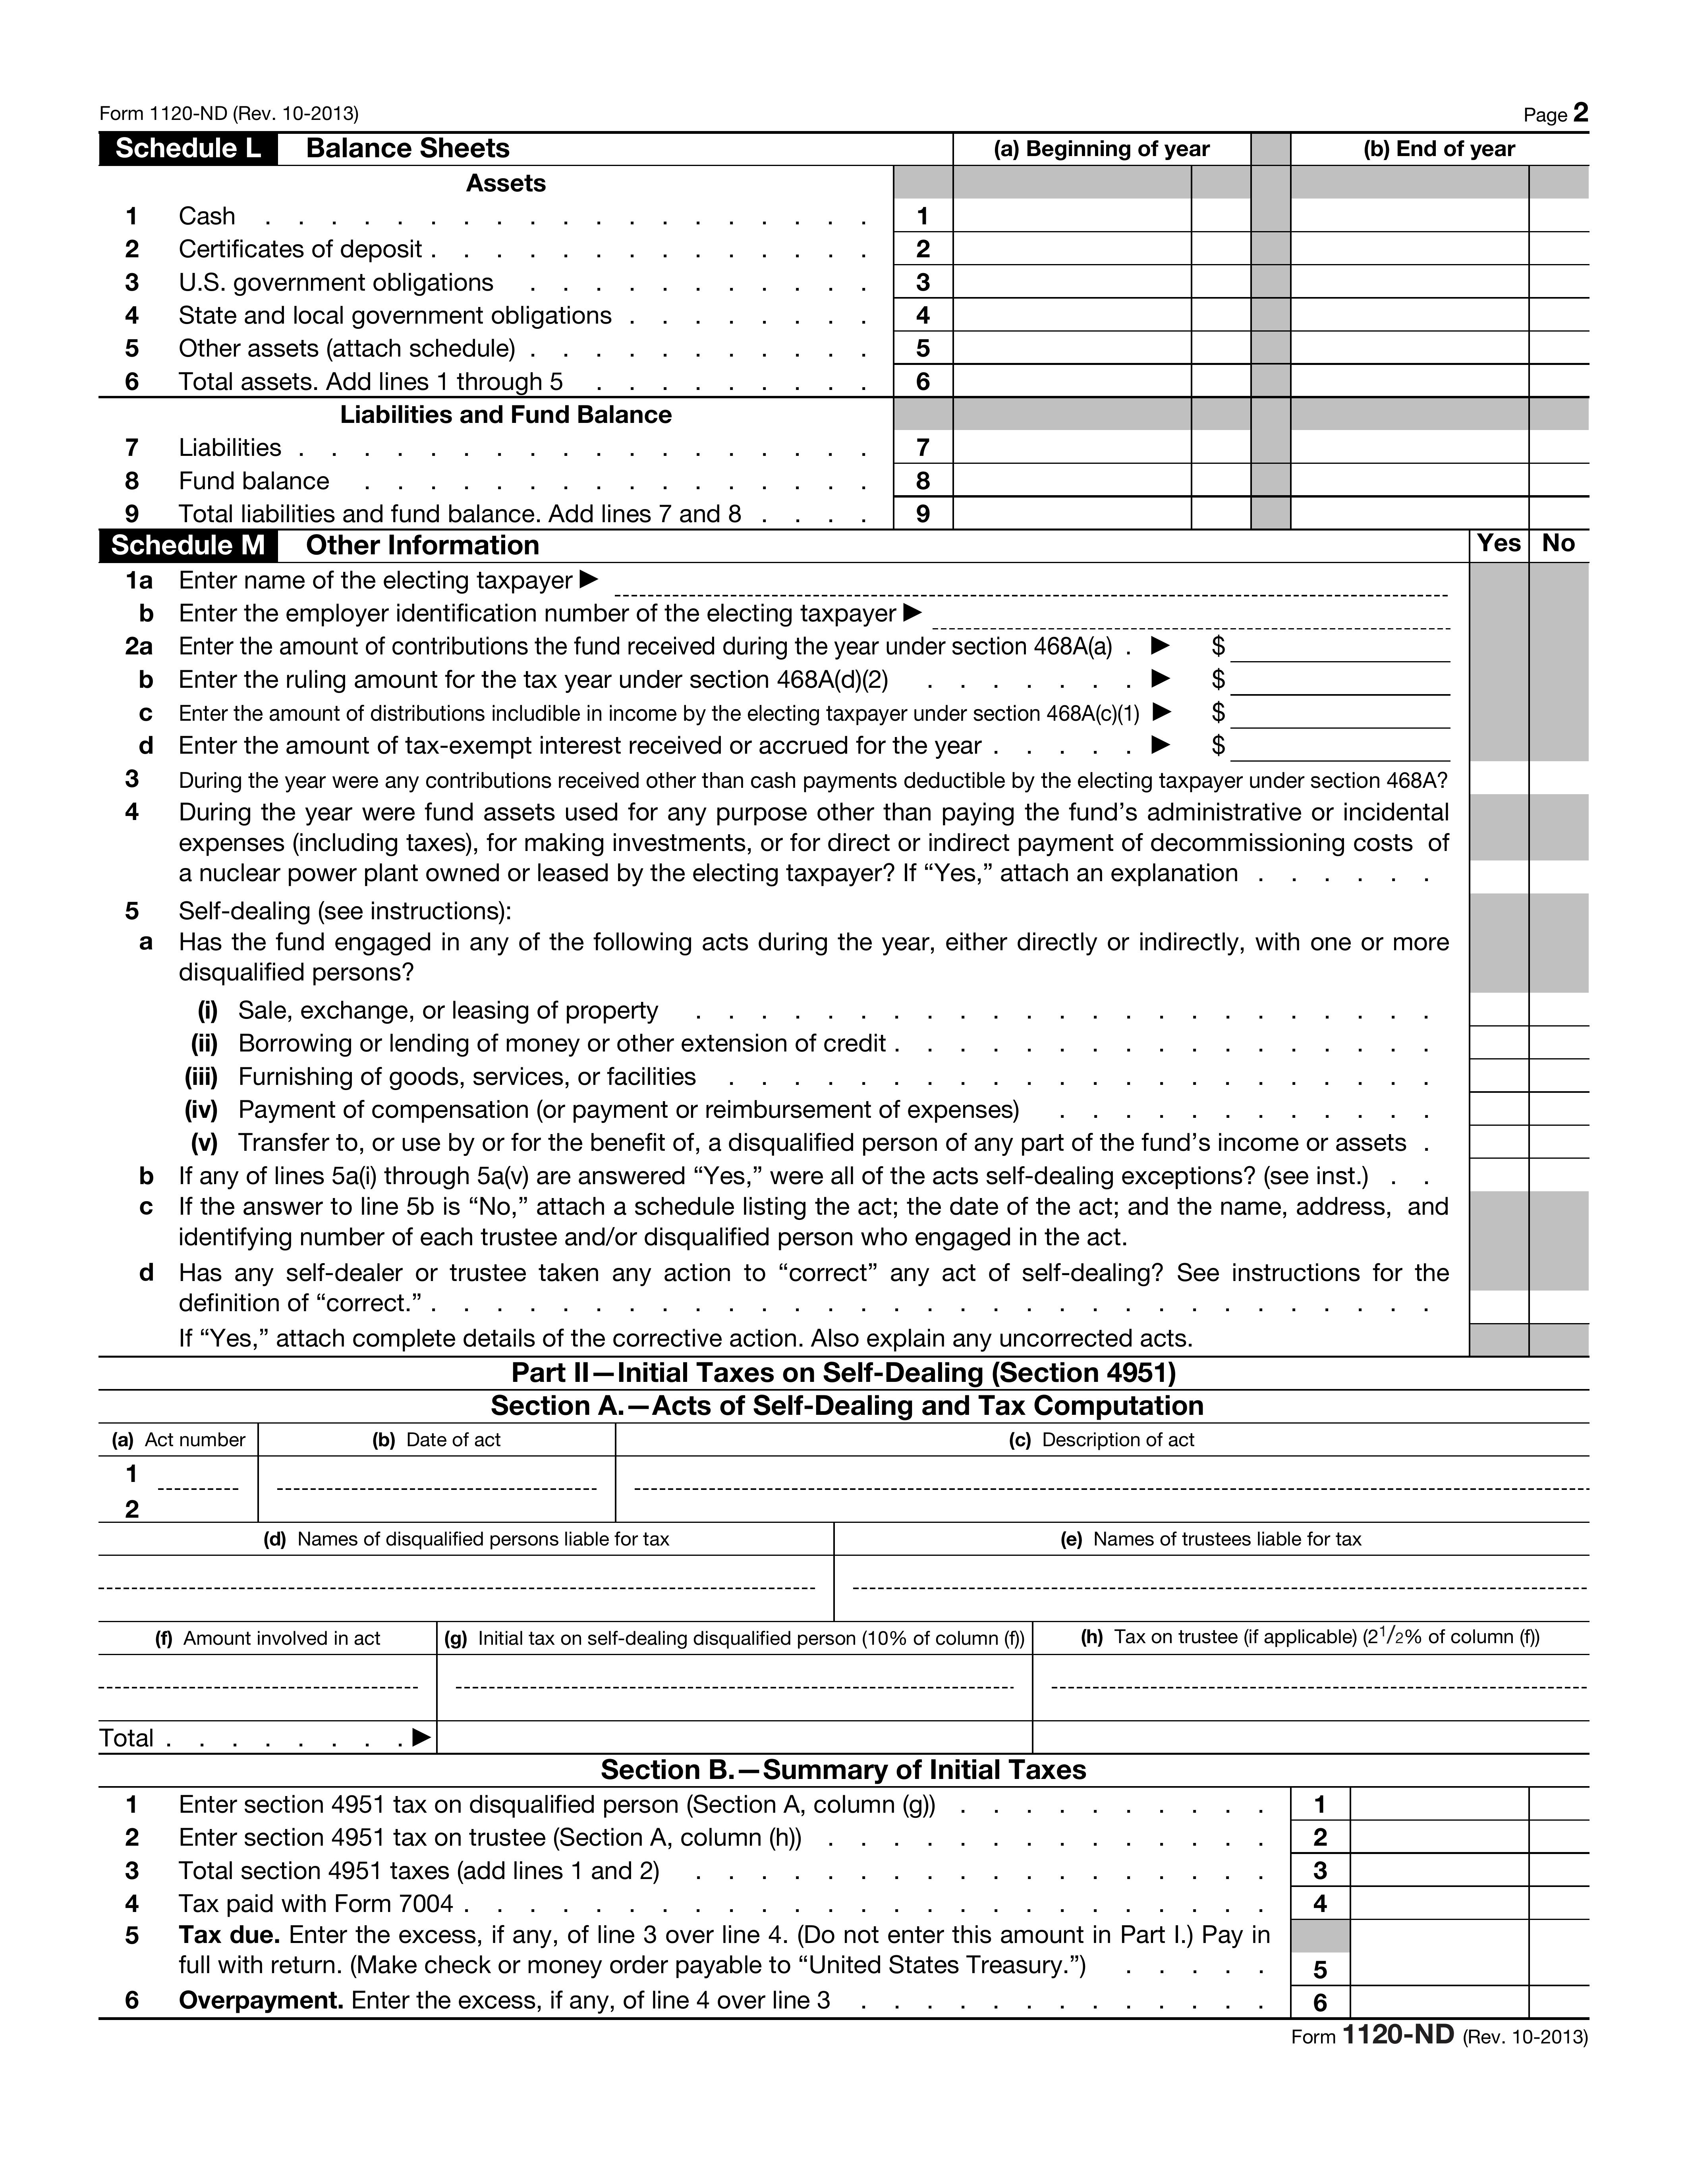 Form 1120-ND (Rev. 10-2013) Page 2
Schedule L Balance Sheets (a) Beginning of year (b) End of year
Assets
1 Cash . . . . . . . . . . . . . . . . . . . 1
2 Certificates of deposit . . . . . . . . . . . . . . 2
3 U.S. government obligations . . . . . . . . . . . 3
4 State and local government obligations . . . . . . . . 4
5 Other assets (attach schedule) . . . . . . . . . . . 5
6 Total assets. Add lines 1 through 5 . . . . . . . . . 6
Liabilities and Fund Balance
7 Liabilities . . . . . . . . . . . . . . . . . . 7
8 Fund balance . . . . . . . . . . . . . . . . 8
9 Total liabilities and fund balance. Add lines 7 and 8 . . . . 9
Schedule M Other Information Yes No
1a Enter name of the electing taxpayer ▶
b Enter the employer identification number of the electing taxpayer ▶
2a Enter the amount of contributions the fund received during the year under section 468A(a) . ▶ $
b Enter the ruling amount for the tax year under section 468A(d)(2) . . . . . . . ▶ $
c Enter the amount of distributions includible in income by the electing taxpayer under section 468A(c)(1) ▶ $
d Enter the amount of tax-exempt interest received or accrued for the year . . . . . ▶ $
3 During the year were any contributions received other than cash payments deductible by the electing taxpayer under section 468A?
4 During the year were fund assets used for any purpose other than paying the fund’s administrative or incidental
expenses (including taxes), for making investments, or for direct or indirect payment of decommissioning costs of
a nuclear power plant owned or leased by the electing taxpayer? If “Yes,” attach an explanation . . . . . .
5 Self-dealing (see instructions):
a Has the fund engaged in any of the following acts during the year, either directly or indirectly, with one or more
disqualified persons?
(i) Sale, exchange, or leasing of property . . . . . . . . . . . . . . . . . . . . . . .
(ii) Borrowing or lending of money or other extension of credit . . . . . . . . . . . . . . . . .
(iii) Furnishing of goods, services, or facilities . . . . . . . . . . . . . . . . . . . . . .
(iv) Payment of compensation (or payment or reimbursement of expenses) . . . . . . . . . . . .
(v) Transfer to, or use by or for the benefit of, a disqualified person of any part of the fund’s income or assets .
b If any of lines 5a(i) through 5a(v) are answered “Yes,” were all of the acts self-dealing exceptions? (see inst.) . .
c If the answer to line 5b is “No,” attach a schedule listing the act; the date of the act; and the name, address, and
identifying number of each trustee and/or disqualified person who engaged in the act.
d Has any self-dealer or trustee taken any action to “correct” any act of self-dealing? See instructions for the
definition of “correct.” . . . . . . . . . . . . . . . . . . . . . . . . . . . . . . .
If “Yes,” attach complete details of the corrective action. Also explain any uncorrected acts.
Part II—Initial Taxes on Self-Dealing (Section 4951)
Section A.—Acts of Self-Dealing and Tax Computation
(a) Act number (b) Date of act (c) Description of act
1
2
(d) Names of disqualified persons liable for tax (e) Names of trustees liable for tax
(f) Amount involved in act (g) Initial tax on self-dealing disqualified person (10% of column (f)) (h) Tax on trustee (if applicable) (2 1/2% of column (f))
Total . . . . . . . . ▶
Section B.—Summary of Initial Taxes
1 Enter section 4951 tax on disqualified person (Section A, column (g)) . . . . . . . . . . 1
2 Enter section 4951 tax on trustee (Section A, column (h)) . . . . . . . . . . . . . . 2
3 Total section 4951 taxes (add lines 1 and 2) . . . . . . . . . . . . . . . . . . 3
4 Tax paid with Form 7004 . . . . . . . . . . . . . . . . . . . . . . . . . 4
5 Tax due. Enter the excess, if any, of line 3 over line 4. (Do not enter this amount in Part I.) Pay in
full with return. (Make check or money order payable to “United States Treasury.”) . . . . . 5
6 Overpayment. Enter the excess, if any, of line 4 over line 3 . . . . . . . . . . . . . 6
Form 1120-ND (Rev. 10-2013)